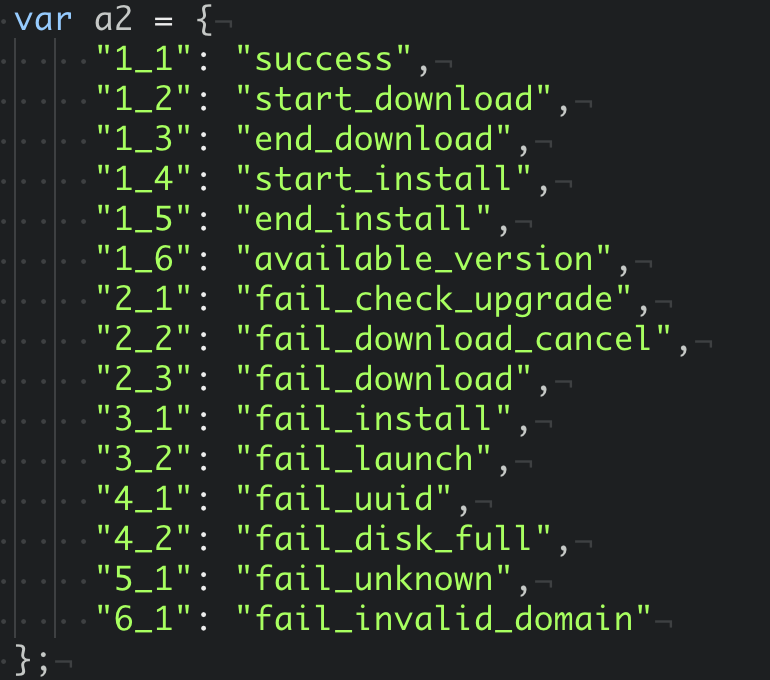 var a2 = {
"1_1": "success",
"1_2": "start_download",
"1_3": "end_download",
"1_4": "start_install",
"1_5": "end_install",
"1_6": "available_version",
"2_1": "fail_check_upgrade",
"2_2": "fail_download_cancel",
"2_3": "fail_download",
"3_1": "fail_install",
"3_2": "fail_launch",
"4_1": "fail_uuid",
"4_2": "fail_disk_full",
"5_1": "fail_unknown",
"6_1": "fail_invalid_domain"
};